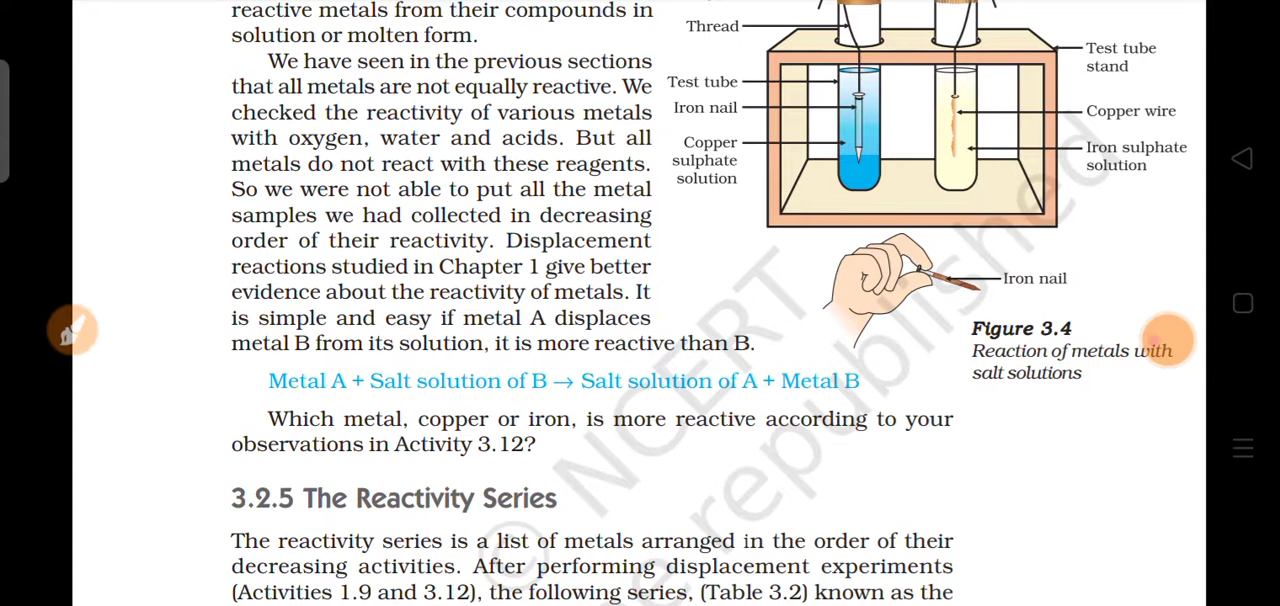 reactive metals from their compounds in
solution or molten form.
We have seen in the previous sections
that all metals are not equally reactive. We
checked the reactivity of various metals
with oxygen, water and acids. But all
metals do not react with these reagents.
So we were not able to put all the metal
samples we had collected in decreasing
order of their reactivity. Displacement
reactions studied in Chapter 1 give better
evidence about the reactivity of metals. It
is simple and easy if metal A displaces
metal B from its solution, it is more reactive than B.
Thread
Test tube
Iron nail
Copper
sulphate
solution
Test tube
stand
Copper wire
Iron sulphate
solution
Iron nail
Figure 3.4
Reaction of metals with
salt solutions
Metal A + Salt solution of B → Salt solution of A + Metal B
Which metal, copper or iron, is more reactive according to your
observations in Activity 3.12?
3.2.5 The Reactivity Series
The reactivity series is a list of metals arranged in the order of their
decreasing activities. After performing displacement experiments
(Activities 1.9 and 3.12), the following series, (Table 3.2) known as the
© NCERT
republished